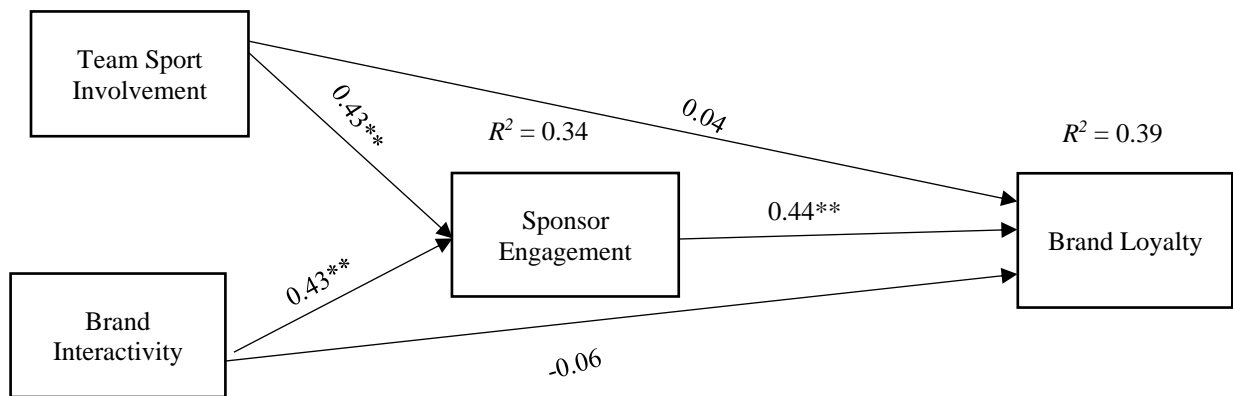 Team Sport
Involvement
0.43**
R² = 0.34
0.04
R² = 0.39
Sponsor
Engagement
0.44**
Brand Loyalty
0.43**
Brand
Interactivity
-0.06